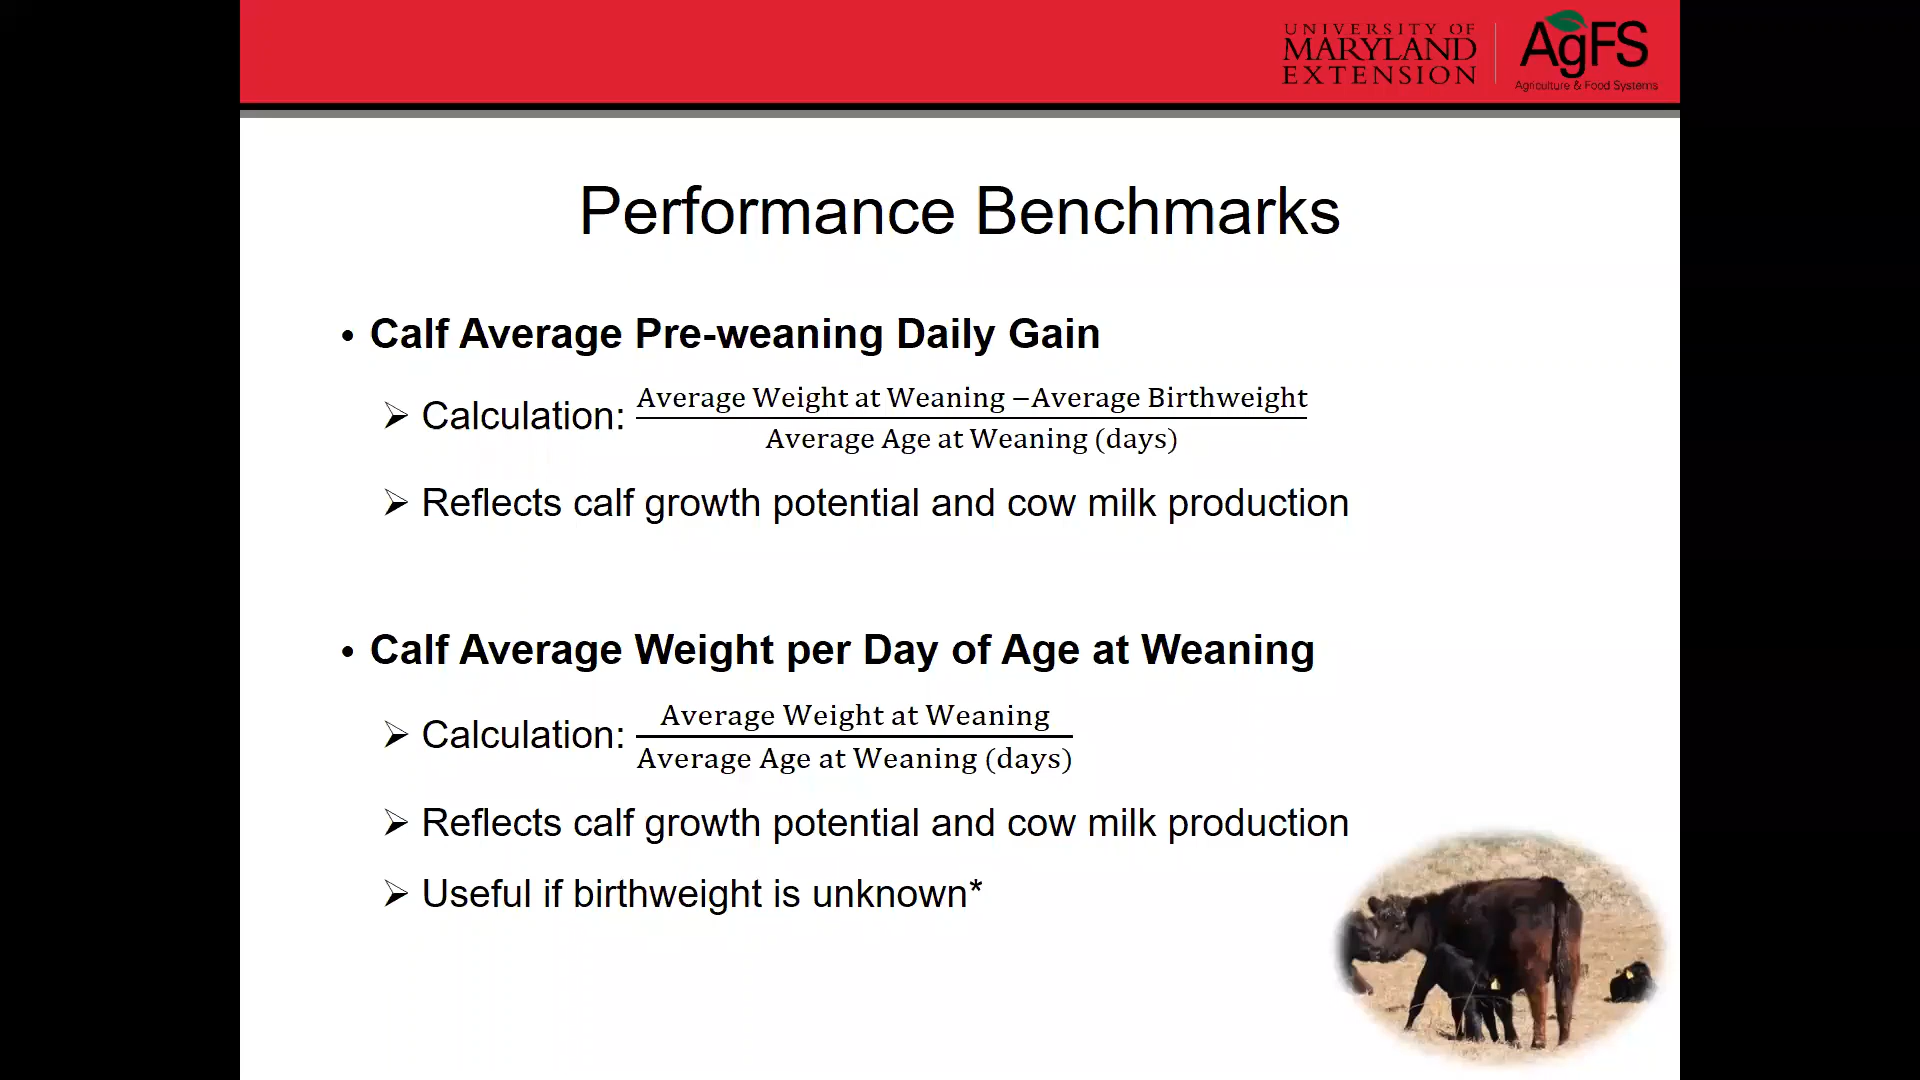 UNIVERSITY OF
MARYLAND
EXTENSION
AgFS
Agriculture & Food Systems
Performance Benchmarks
• Calf Average Pre-weaning Daily Gain
➢ Calculation: Average Weight at Weaning –Average Birthweight
Average Age at Weaning (days)
➢ Reflects calf growth potential and cow milk production
• Calf Average Weight per Day of Age at Weaning
➢ Calculation: Average Weight at Weaning
Average Age at Weaning (days)
➢ Reflects calf growth potential and cow milk production
➢ Useful if birthweight is unknown*